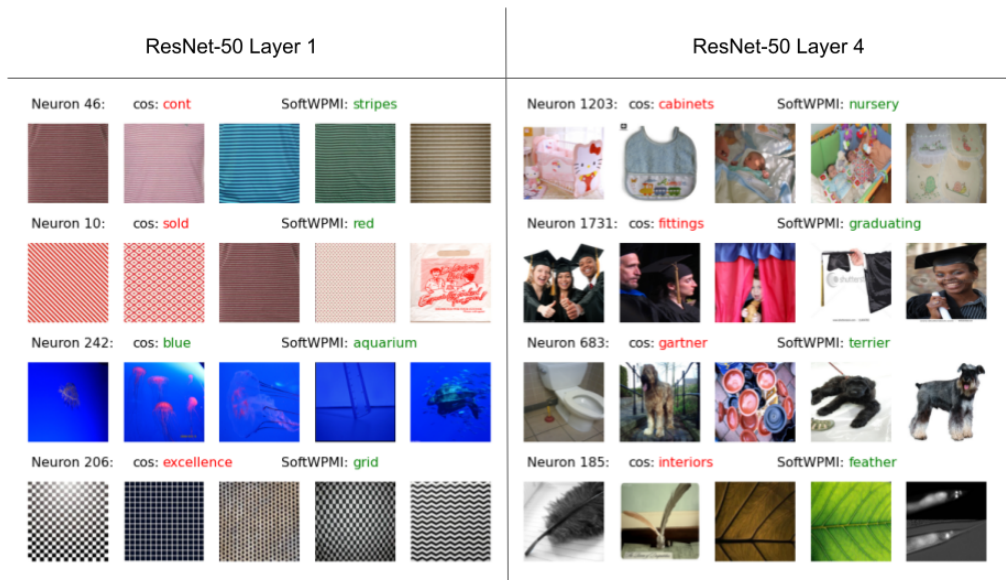 ResNet-50 Layer 1
ResNet-50 Layer 4
Neuron 46: cos: cont SoftWPMI: stripes
Neuron 10: cos: sold SoftWPMI: red
Neuron 242: cos: blue SoftWPMI: aquarium
Neuron 206: cos: excellence SoftWPMI: grid
Neuron 1203: cos: cabinets SoftWPMI: nursery
Neuron 1731: cos: fittings SoftWPMI: graduating
Neuron 683: cos: gartner SoftWPMI: terrier
Neuron 185: cos: interiors SoftWPMI: feather